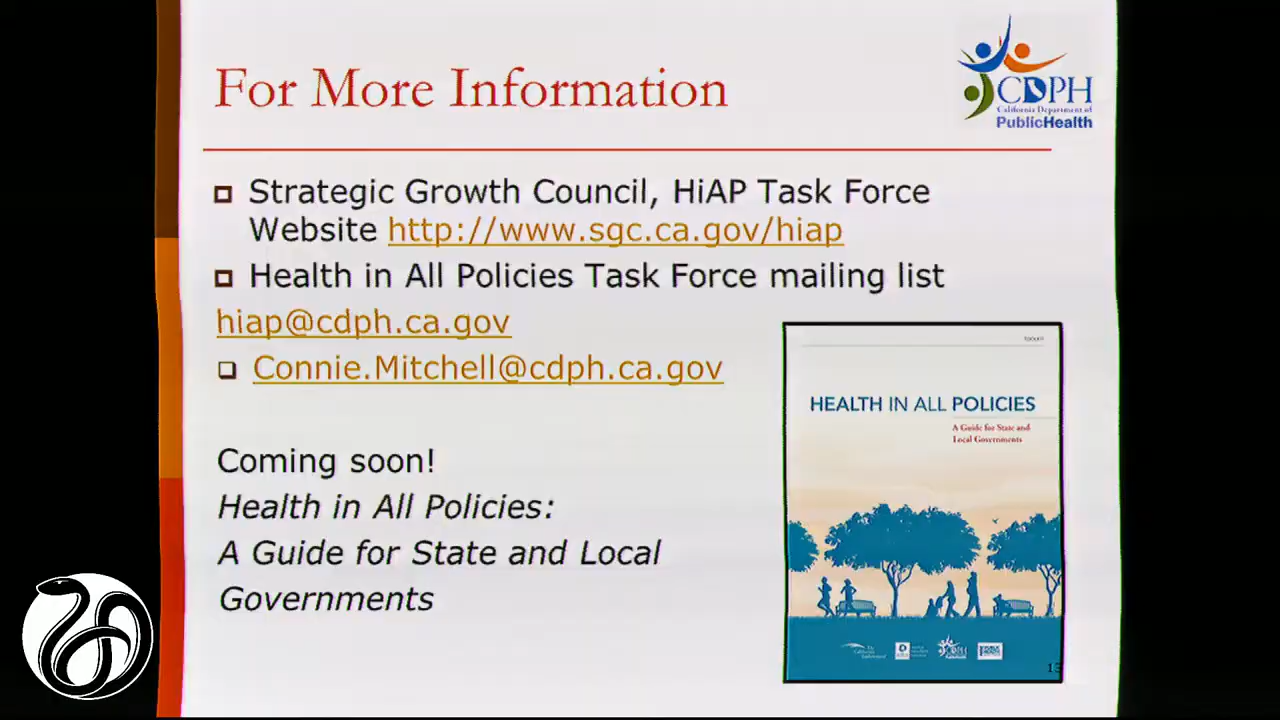 For More Information
CDPH
California Department of
PublicHealth
Strategic Growth Council, HiAP Task Force
Website http://www.sgc.ca.gov/hiap
Health in All Policies Task Force mailing list
hiap@cdph.ca.gov
Connie.Mitchell@cdph.ca.gov
Coming soon!
Health in All Policies:
A Guide for State and Local
Governments
HEALTH IN ALL POLICIES
A Guide for State and
Local Governments
CDPH
13